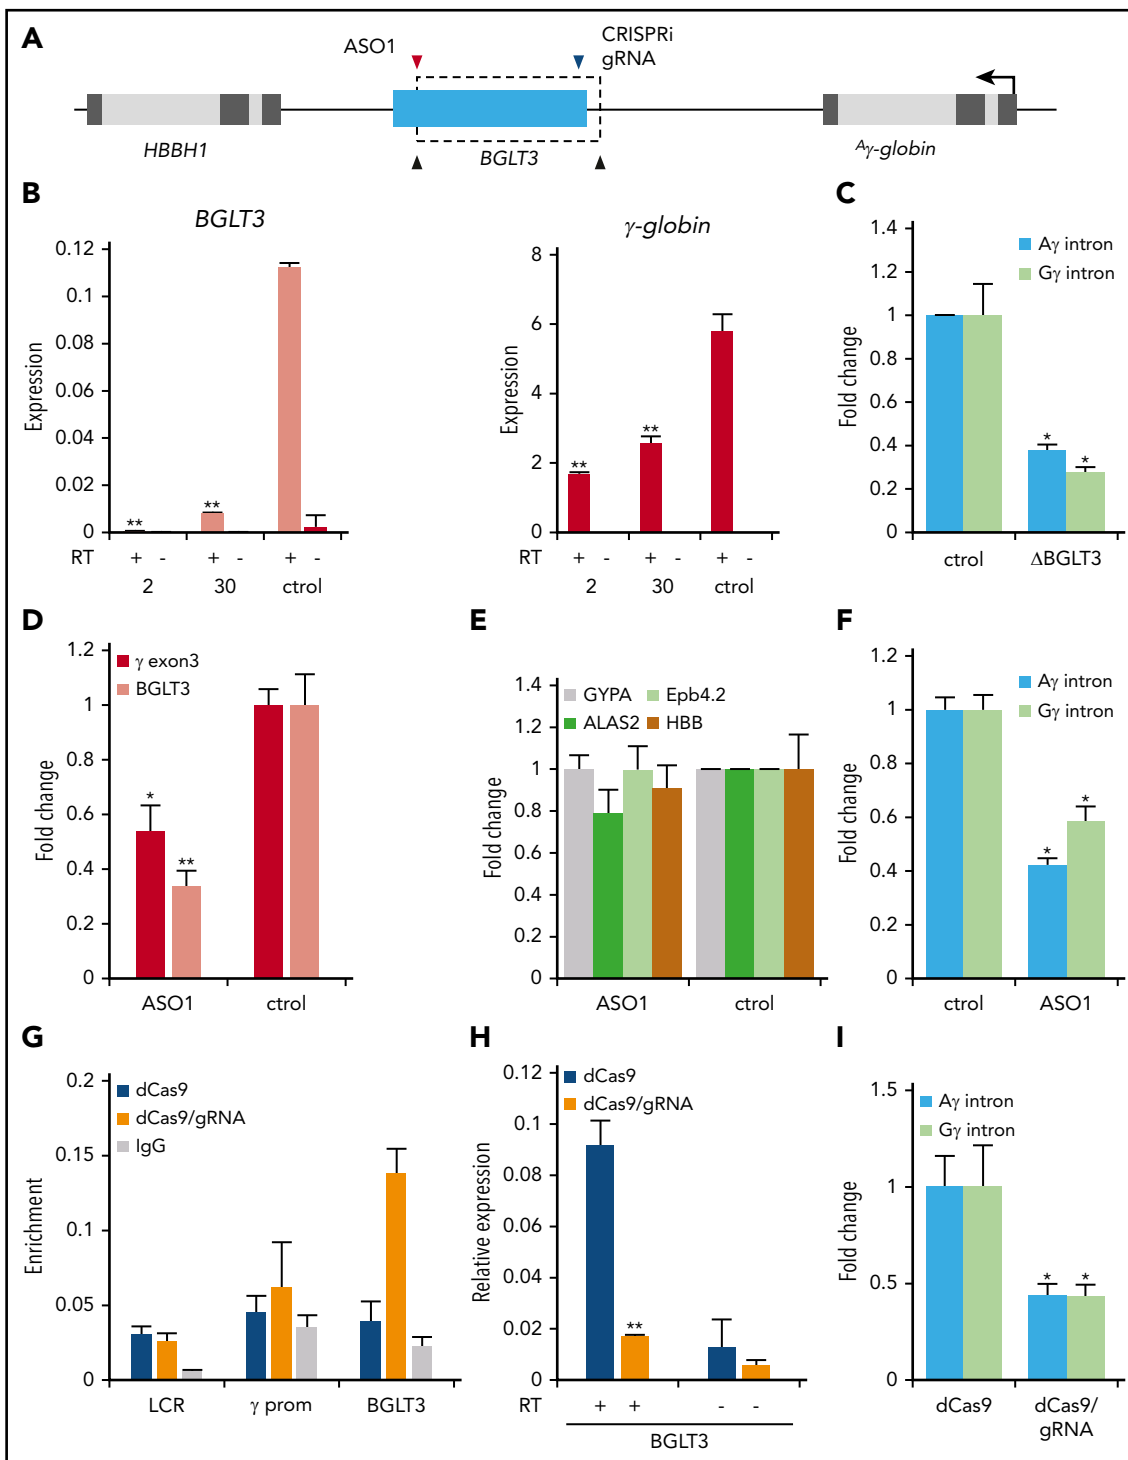 A
ASO1
CRISPRi
gRNA
HBBH1
BGLT3
Aγ-globin
B
BGLT3
Expression
0.12
0.1
0.08
0.06
0.04
0.02
0
**
**
RT + - + - + -
2 30 ctrol
γ-globin
Expression
8
6
4
2
0
**
**
+ - + - + -
2 30 ctrol
C
Fold change
1.4
1.2
1
0.8
0.6
0.4
0.2
0
Aγ intron
Gγ intron
*
*
ctrol ΔBGLT3
D
Fold change
1.2
1
0.8
0.6
0.4
0.2
0
γ exon3
BGLT3
*
**
ASO1 ctrol
E
Fold change
1.4
1.2
1
0.8
0.6
0.4
0.2
0
GYPA Epb4.2
ALAS2 HBB
ASO1 ctrol
F
Fold change
1.2
1
0.8
0.6
0.4
0.2
0
Aγ intron
Gγ intron
*
*
ctrol ASO1
G
Enrichment
0.2
0.15
0.1
0.05
0
dCas9
dCas9/gRNA
IgG
LCR γ prom BGLT3
H
Relative expression
0.12
0.1
0.08
0.06
0.04
0.02
0
dCas9
dCas9/gRNA
**
RT + + - -
BGLT3
I
Fold change
1.5
1
0.5
0
Aγ intron
Gγ intron
* *
dCas9 dCas9/
gRNA